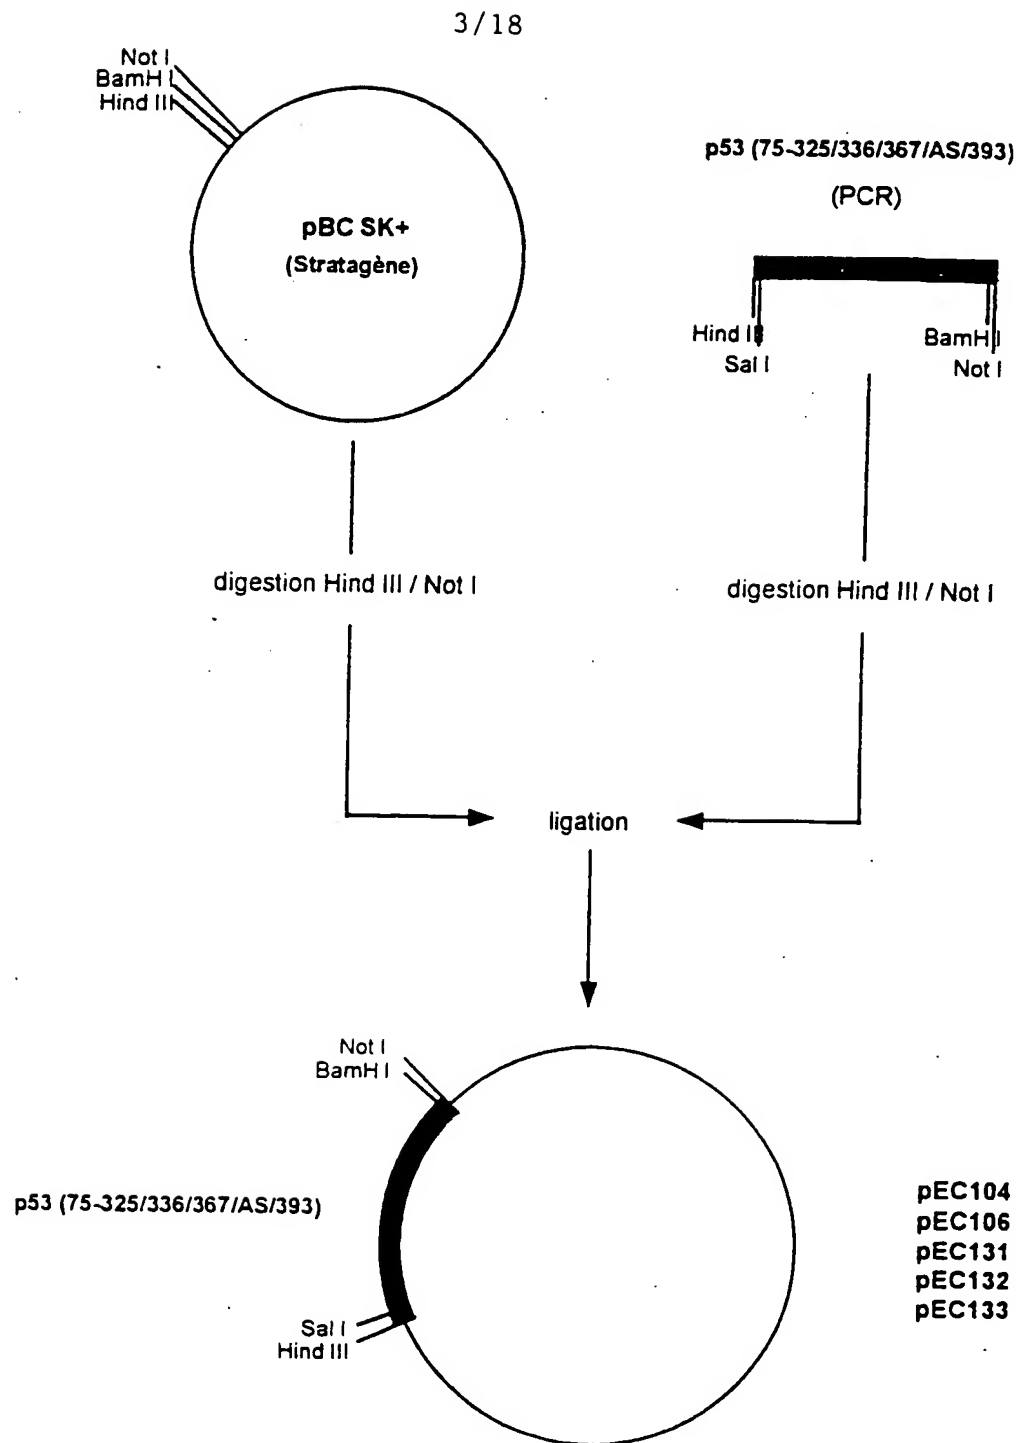 3/18
Not I
BamH I
Hind III
pBC SK+
(Stratagène)
p53 (75-325/336/367/AS/393)
(PCR)
Hind III
BamH I
Sal I
Not I
digestion Hind III / Not I
digestion Hind III / Not I
ligation
Not I
BamH I
p53 (75-325/336/367/AS/393)
pEC104
pEC106
pEC131
pEC132
pEC133
Sal I
Hind III